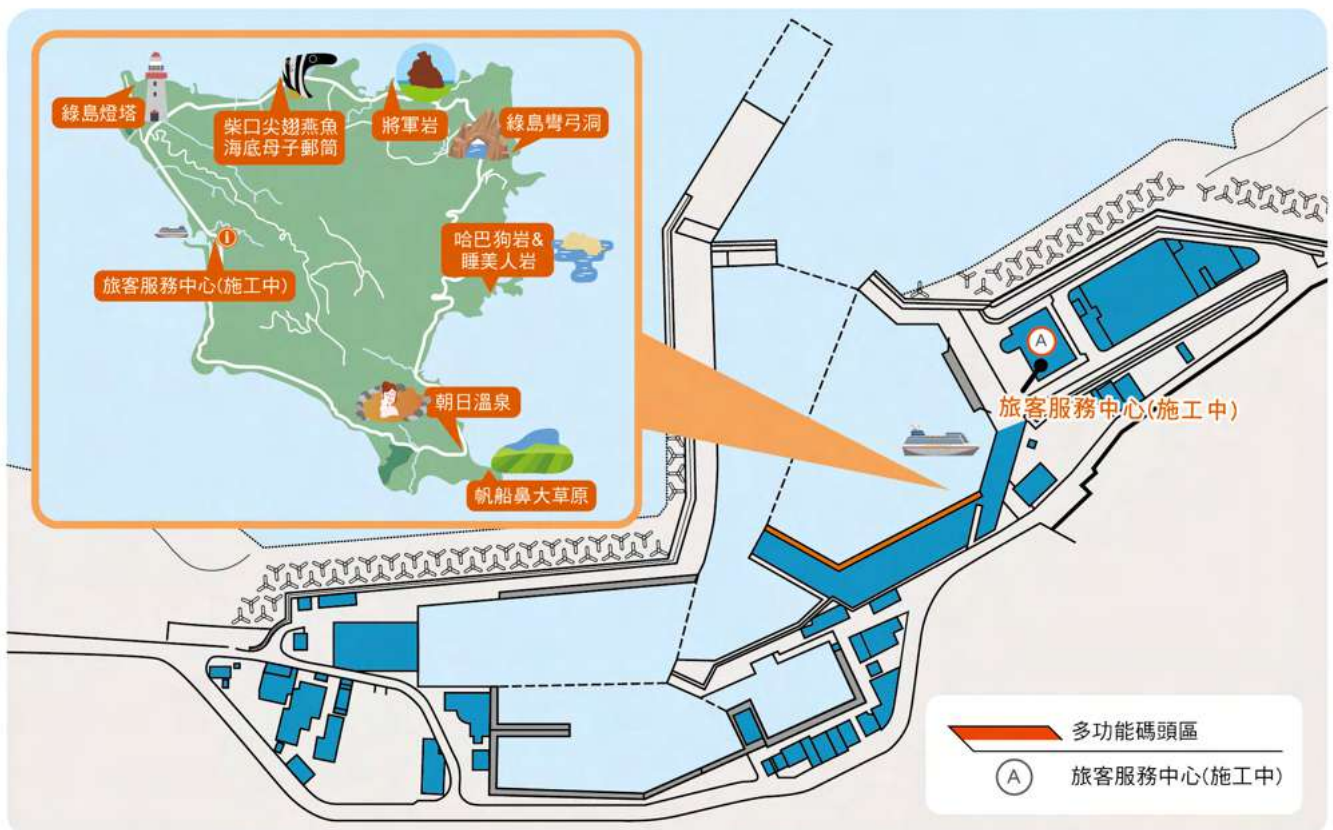 綠島燈塔
柴口尖翅燕魚
海底母子郵筒
將軍岩
綠島彎弓洞
哈巴狗岩&
睡美人岩
i
旅客服務中心(施工中)
朝日溫泉
帆船鼻大草原
A
旅客服務中心(施工中)
多功能碼頭區
A
旅客服務中心(施工中)